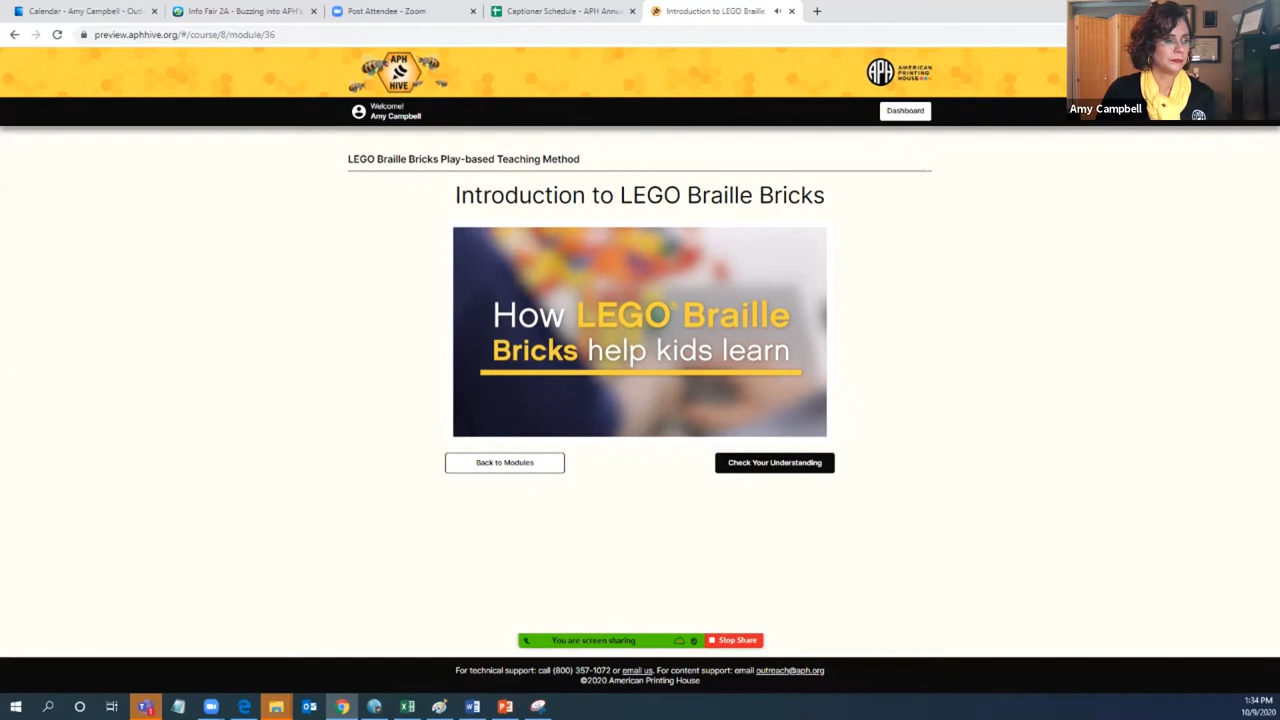 Calendar - Amy Campbell - Outl
Info Fair 2A - Buzzing into APH's
Post Attendee - Zoom
Captioner Schedule - APH Annu
Introduction to LEGO Braille
preview.aphhive.org/#/course/8/module/36
APH
HIVE
APH
AMERICAN
PRINTING
HOUSE
Amy Campbell
Welcome!
Amy Campbell
Dashboard
LEGO Braille Bricks Play-based Teaching Method
Introduction to LEGO Braille Bricks
How LEGO® Braille
Bricks help kids learn
Back to Modules
Check Your Understanding
You are screen sharing
Stop Share
For technical support: call (800) 357-1072 or email us. For content support: email outreach@aph.org
©2020 American Printing House
1:34 PM
10/9/2020